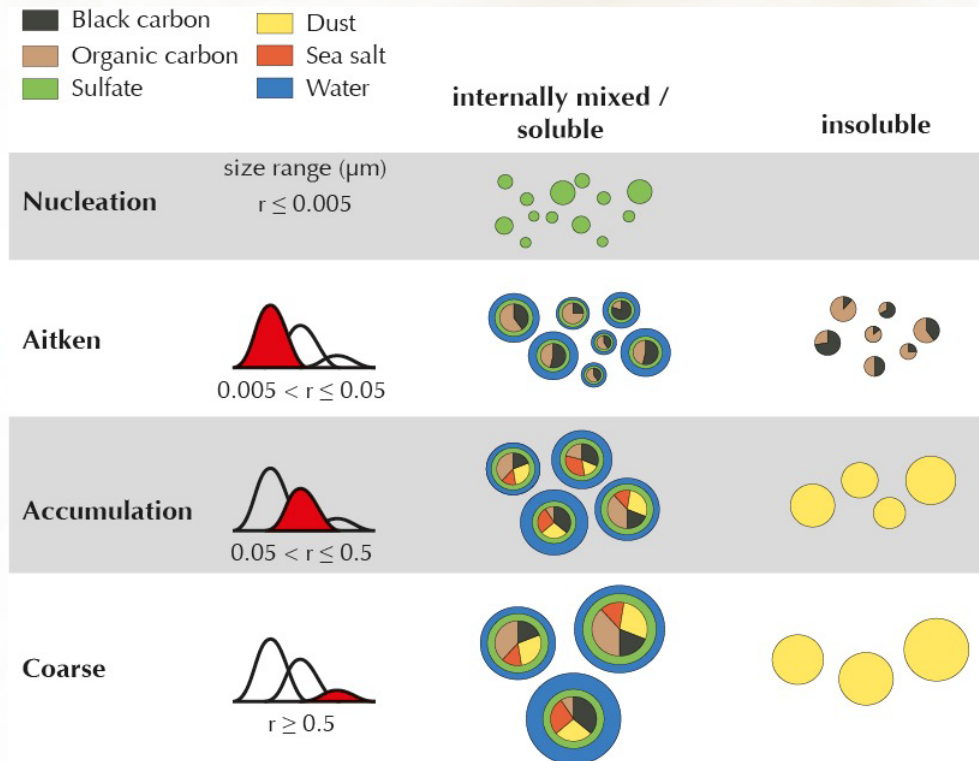 Black carbon
Dust
Organic carbon
Sea salt
Sulfate
Water
internally mixed /
soluble
insoluble
size range (μm)
Nucleation
r ≤ 0.005
Aitken
0.005 < r ≤ 0.05
Accumulation
0.05 < r ≤ 0.5
Coarse
r ≥ 0.5